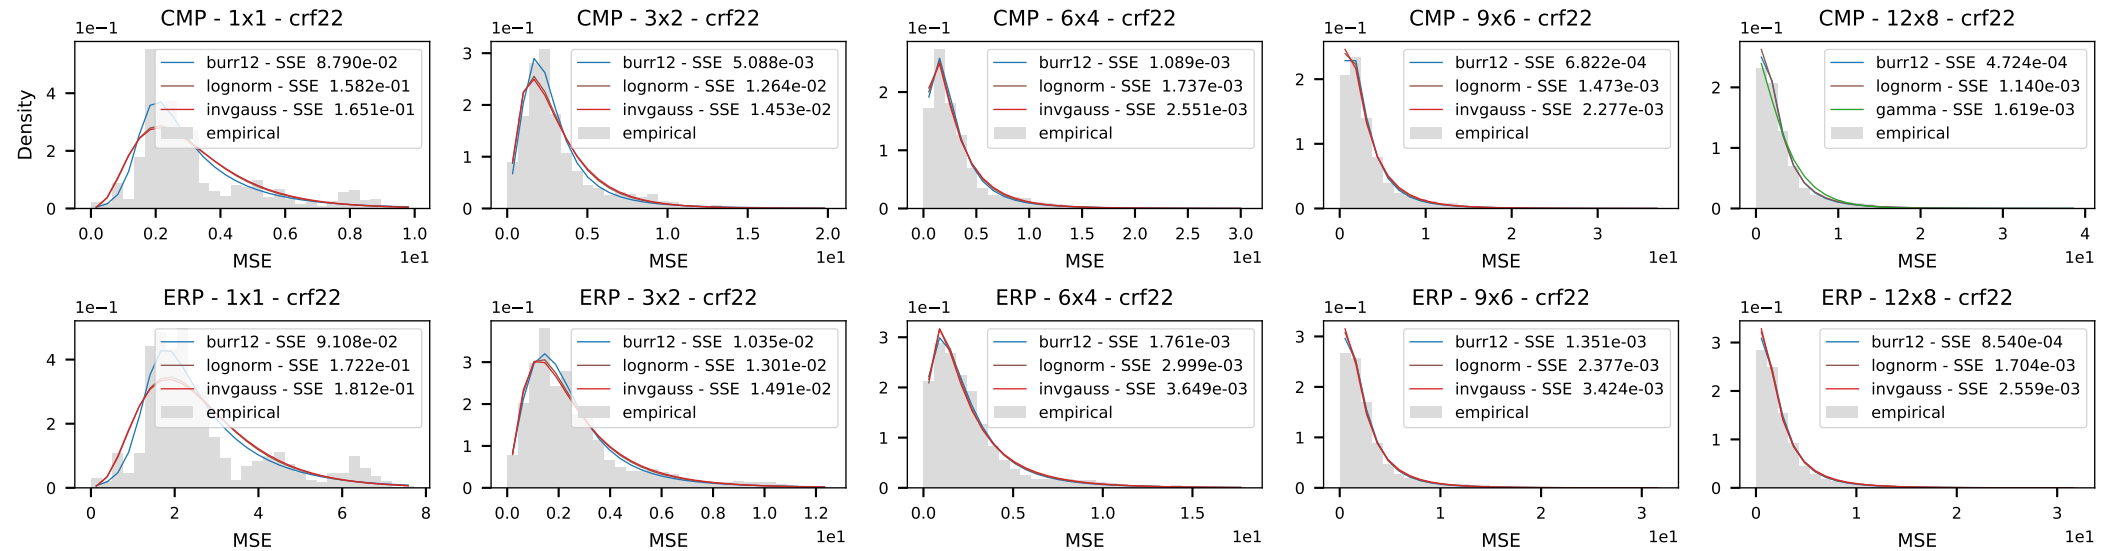 CMP - 1x1 - crf22
1e−1
Density
4
2
0
burr12 - SSE 8.790e-02
lognorm - SSE 1.582e-01
invgauss - SSE 1.651e-01
empirical
0.0 0.2 0.4 0.6 0.8 1.0
1e1
MSE
CMP - 3x2 - crf22
1e−1
3
2
1
0
burr12 - SSE 5.088e-03
lognorm - SSE 1.264e-02
invgauss - SSE 1.453e-02
empirical
0.0 0.5 1.0 1.5 2.0
1e1
MSE
CMP - 6x4 - crf22
1e−1
2
1
0
burr12 - SSE 1.089e-03
lognorm - SSE 1.737e-03
invgauss - SSE 2.551e-03
empirical
0.0 0.5 1.0 1.5 2.0 2.5 3.0
1e1
MSE
CMP - 9x6 - crf22
1e−1
2
1
0
burr12 - SSE 6.822e-04
lognorm - SSE 1.473e-03
invgauss - SSE 2.277e-03
empirical
0 1 2 3
1e1
MSE
CMP - 12x8 - crf22
1e−1
2
1
0
burr12 - SSE 4.724e-04
lognorm - SSE 1.140e-03
gamma - SSE 1.619e-03
empirical
0 1 2 3 4
1e1
MSE
ERP - 1x1 - crf22
1e−1
4
2
0
burr12 - SSE 9.108e-02
lognorm - SSE 1.722e-01
invgauss - SSE 1.812e-01
empirical
0 2 4 6 8
MSE
ERP - 3x2 - crf22
1e−1
3
2
1
0
burr12 - SSE 1.035e-02
lognorm - SSE 1.301e-02
invgauss - SSE 1.491e-02
empirical
0.0 0.2 0.4 0.6 0.8 1.0 1.2
1e1
MSE
ERP - 6x4 - crf22
1e−1
3
2
1
0
burr12 - SSE 1.761e-03
lognorm - SSE 2.999e-03
invgauss - SSE 3.649e-03
empirical
0.0 0.5 1.0 1.5
1e1
MSE
ERP - 9x6 - crf22
1e−1
3
2
1
0
burr12 - SSE 1.351e-03
lognorm - SSE 2.377e-03
invgauss - SSE 3.424e-03
empirical
0 1 2 3
1e1
MSE
ERP - 12x8 - crf22
1e−1
3
2
1
0
burr12 - SSE 8.540e-04
lognorm - SSE 1.704e-03
invgauss - SSE 2.559e-03
empirical
0 1 2 3
1e1
MSE